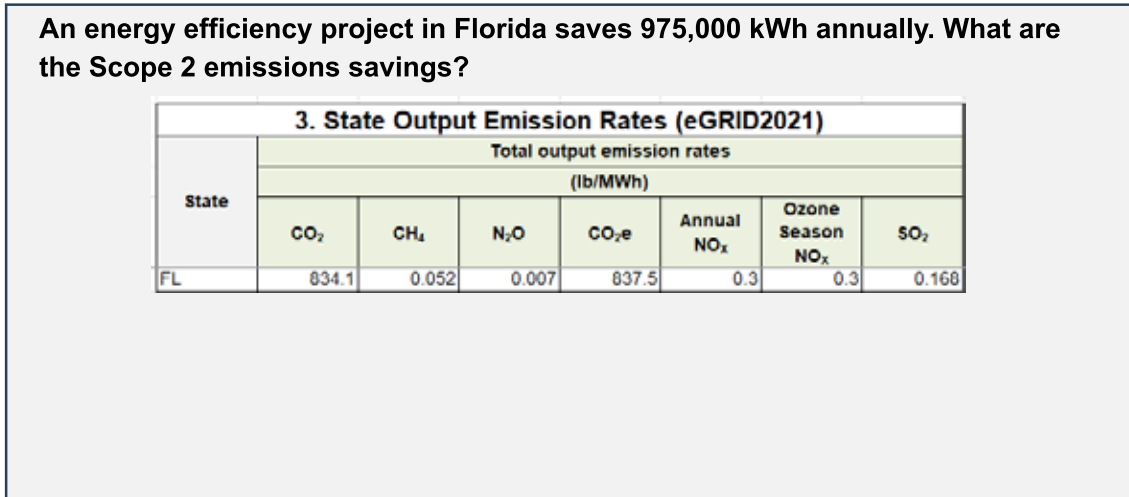 An energy efficiency project in Florida saves 975,000 kWh annually. What are
the Scope 2 emissions savings?
3. State Output Emission Rates (eGRID2021)
State
Total output emission rates
(lb/MWh)
CO₂ CH₄ N₂O CO₂e Annual NOₓ Ozone Season NOₓ SO₂
FL 834.1 0.052 0.007 837.5 0.3 0.3 0.168